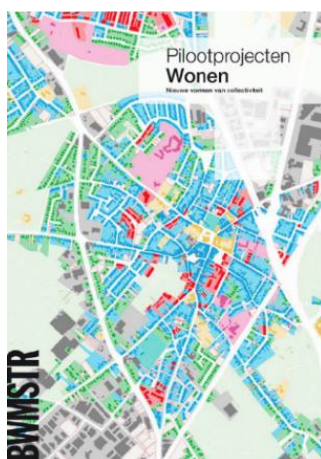 Pilootprojecten
Wonen
Nieuwe vormen van collectiviteit
BWMSTR